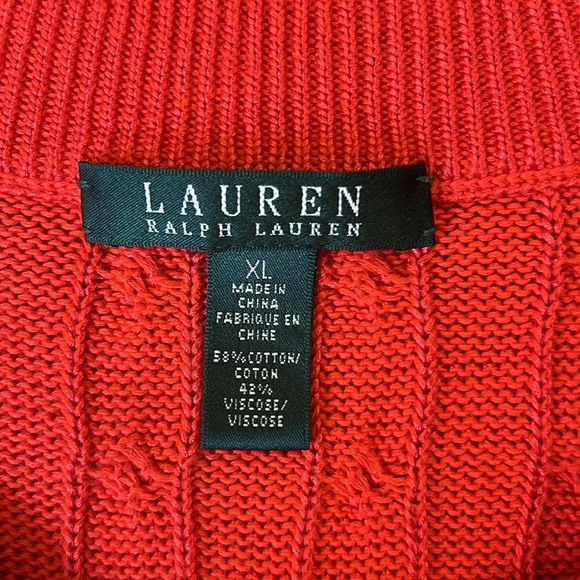 LAUREN
RALPH LAUREN
XL
MADE IN
CHINA
FABRIQUE EN
CHINE
58%COTTON/
COTON
42%
VISCOSE/
VISCOSE